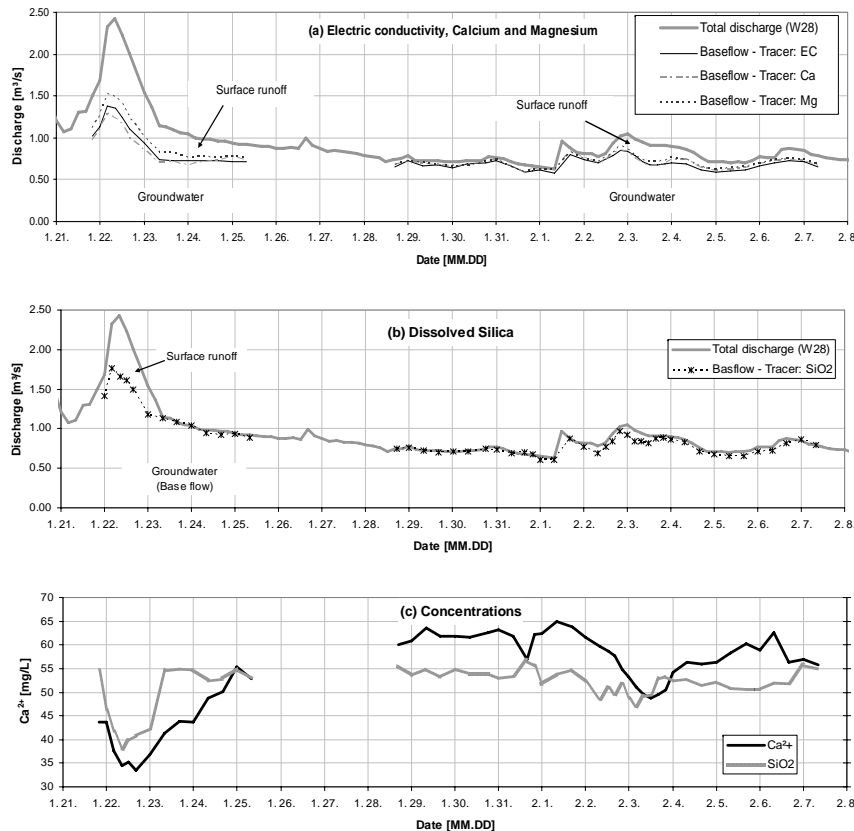 (a) Electric conductivity, Calcium and Magnesium
Total discharge (W28)
Baseflow - Tracer: EC
Baseflow - Tracer: Ca
Baseflow - Tracer: Mg
Surface runoff
Surface runoff
Groundwater
Groundwater
Discharge [m³/s]
2.50
2.00
1.50
1.00
0.50
0.00
1. 21. 1. 22. 1. 23. 1. 24. 1. 25. 1. 26. 1. 27. 1. 28. 1. 29. 1. 30. 1. 31. 2. 1. 2. 2. 2. 3. 2. 4. 2. 5. 2. 6. 2. 7. 2. 8.
Date [MM.DD]
(b) Dissolved Silica
Total discharge (W28)
Basflow - Tracer: SiO2
Surface runoff
Groundwater
(Base flow)
Discharge [m³/s]
2.50
2.00
1.50
1.00
0.50
0.00
1. 21. 1. 22. 1. 23. 1. 24. 1. 25. 1. 26. 1. 27. 1. 28. 1. 29. 1. 30. 1. 31. 2. 1. 2. 2. 2. 3. 2. 4. 2. 5. 2. 6. 2. 7. 2. 8.
Date [MM.DD]
(c) Concentrations
Ca²⁺ [mg/L]
70
65
60
55
50
45
40
35
30
Ca²+
SiO2
1. 21. 1. 22. 1. 23. 1. 24. 1. 25. 1. 26. 1. 27. 1. 28. 1. 29. 1. 30. 1. 31. 2. 1. 2. 2. 2. 3. 2. 4. 2. 5. 2. 6. 2. 7. 2. 8.
Date [MM.DD]